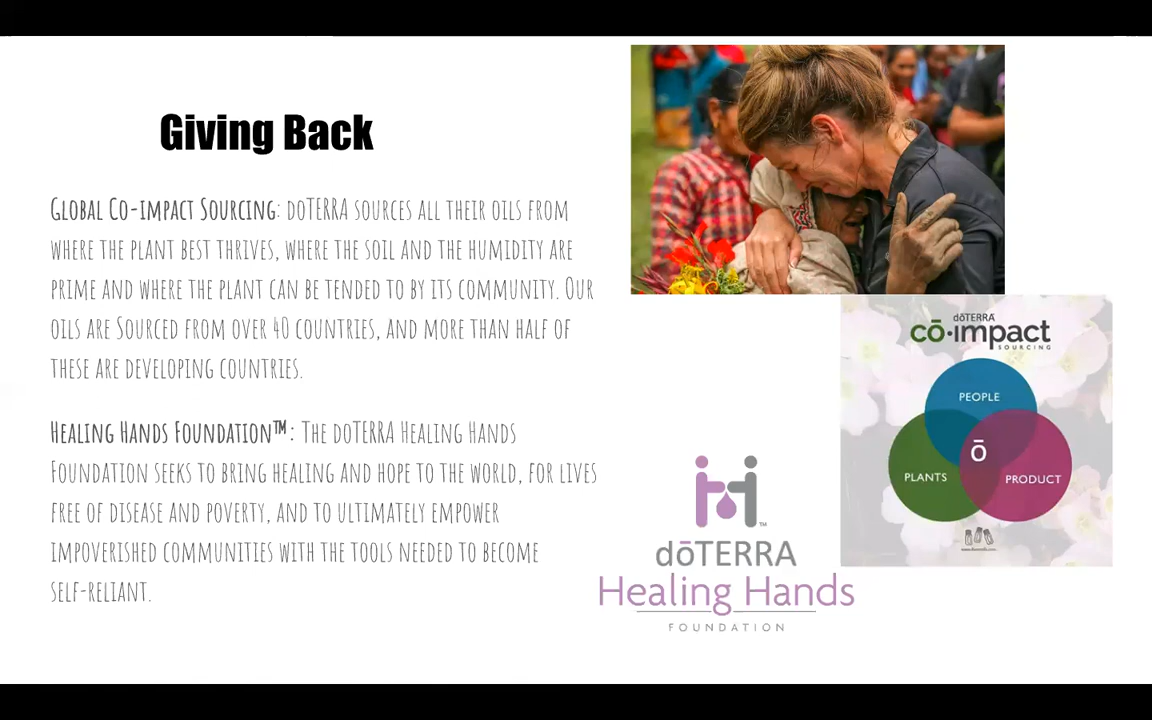 Giving Back
Global Co-impact Sourcing: doTERRA sources all their oils from
where the plant best thrives, where the soil and the humidity are
prime and where the plant can be tended to by its community. Our
oils are Sourced from over 40 countries, and more than half of
these are developing countries.
Healing Hands Foundation™: The doTERRA Healing Hands
Foundation seeks to bring healing and hope to the world, for lives
free of disease and poverty, and to ultimately empower
impoverished communities with the tools needed to become
self-reliant.
dōTERRA
cō•impact
SOURCING
PEOPLE
ō
PLANTS
PRODUCT
™
dōTERRA
Healing Hands
FOUNDATION